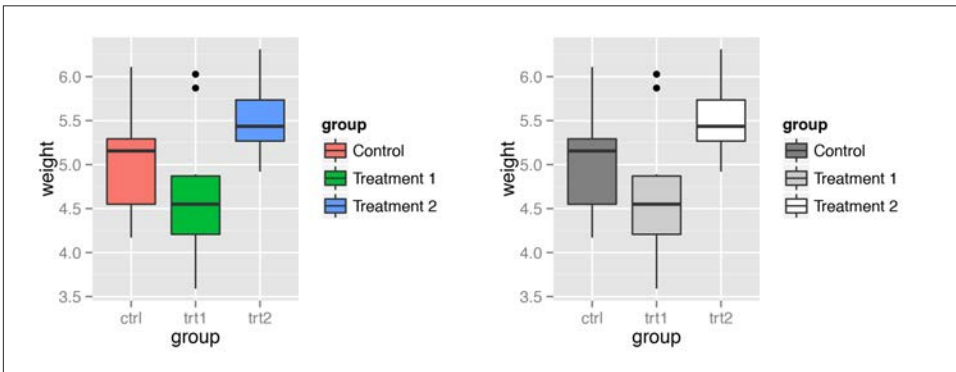 weight
6.0
5.5
5.0
4.5
4.0
3.5
ctrl trt1 trt2
group
group
Control
Treatment 1
Treatment 2
weight
6.0
5.5
5.0
4.5
4.0
3.5
ctrl trt1 trt2
group
group
Control
Treatment 1
Treatment 2